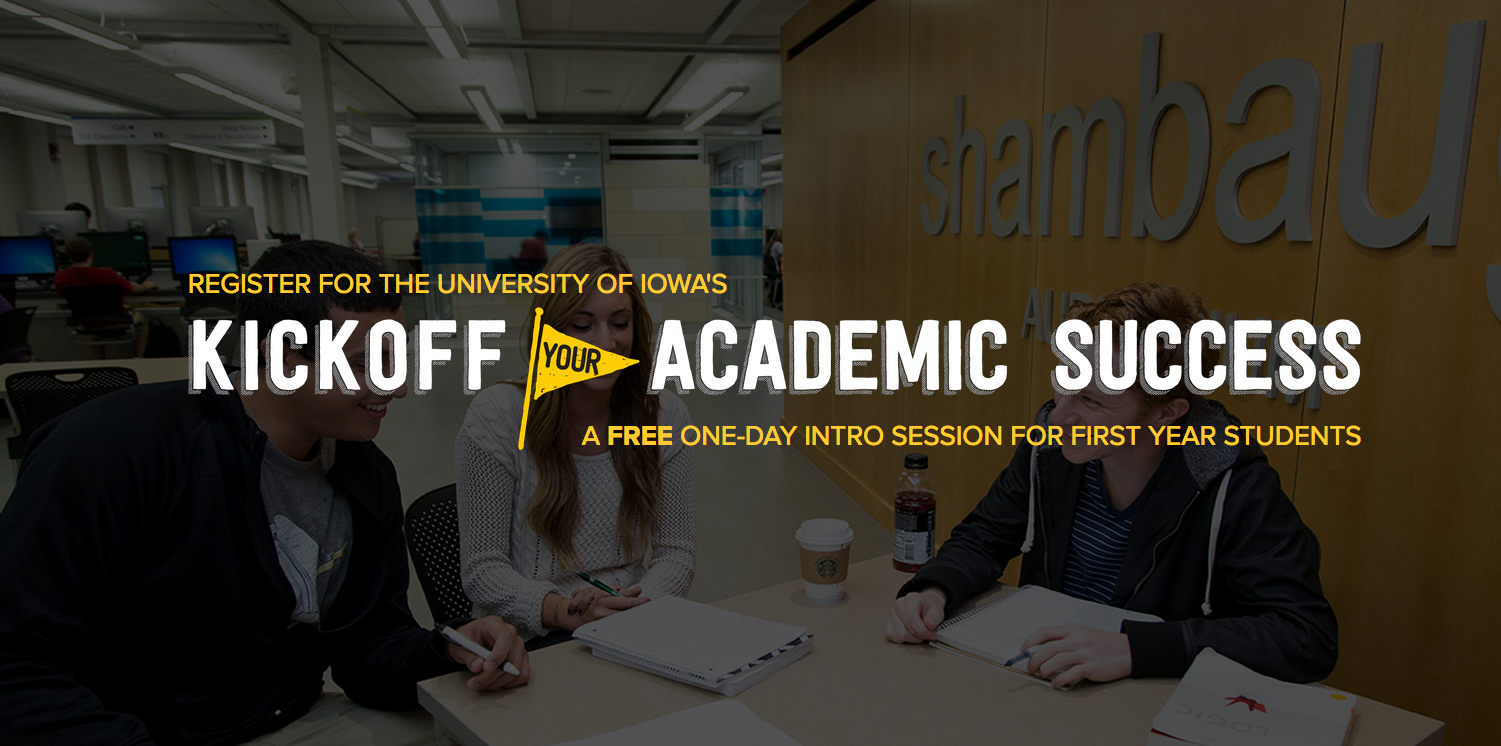 shambau
REGISTER FOR THE UNIVERSITY OF IOWA'S
KICKOFF YOUR ACADEMIC SUCCESS
A FREE ONE-DAY INTRO SESSION FOR FIRST YEAR STUDENTS
LOGIC